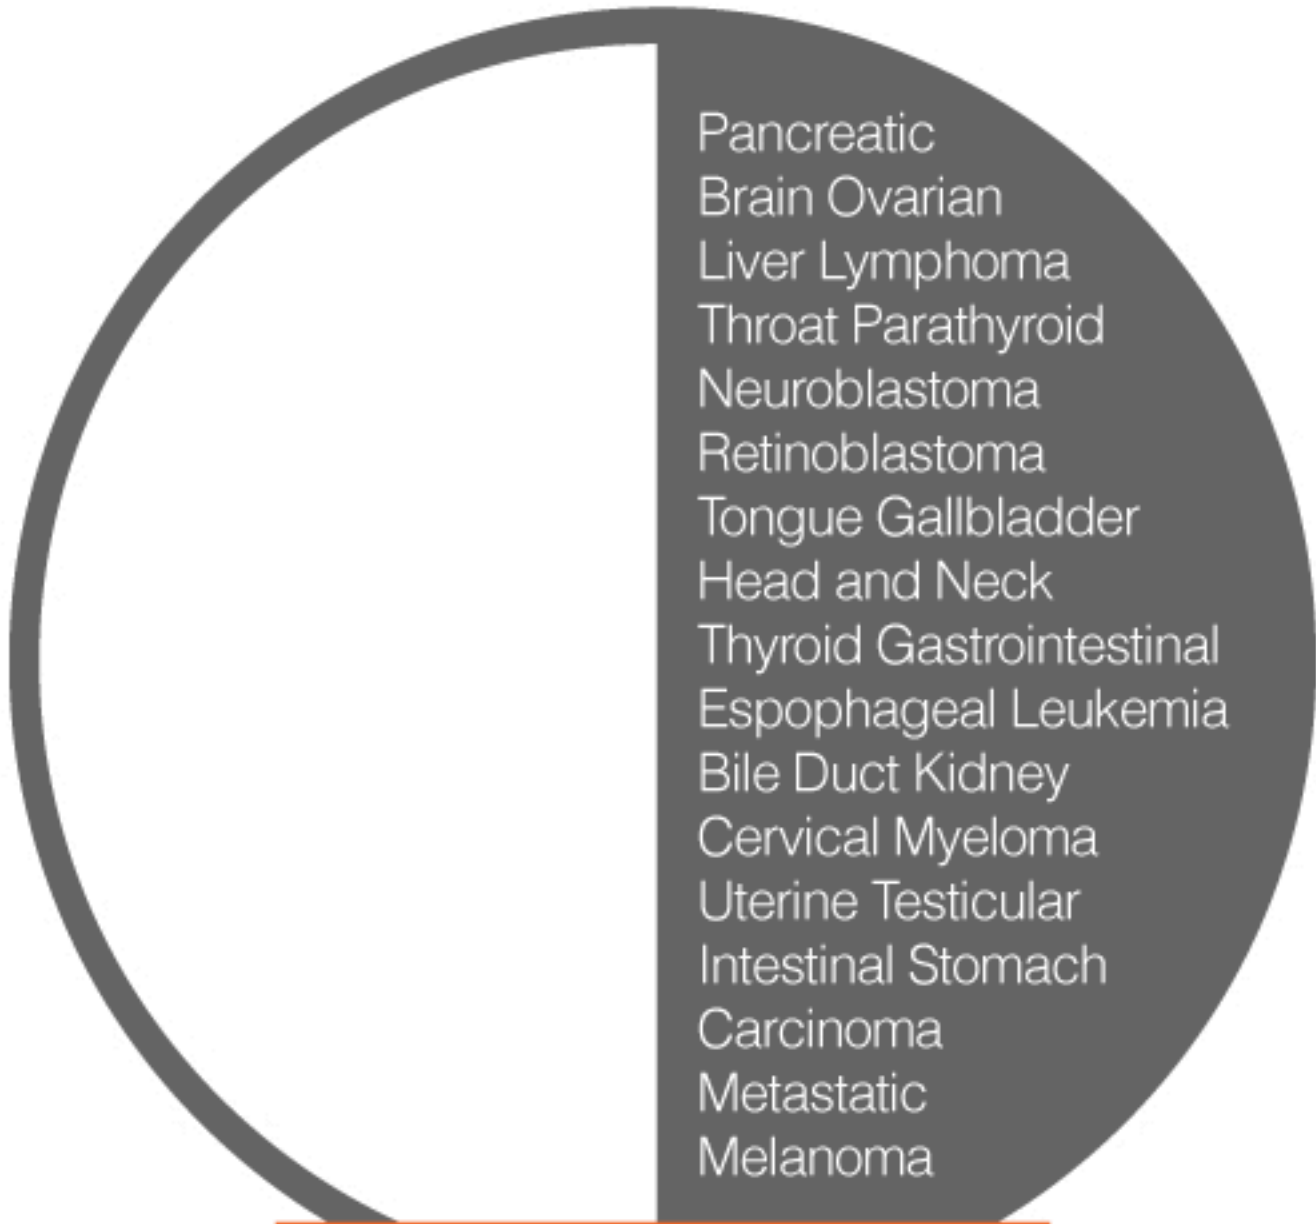 Pancreatic
Brain Ovarian
Liver Lymphoma
Throat Parathyroid
Neuroblastoma
Retinoblastoma
Tongue Gallbladder
Head and Neck
Thyroid Gastrointestinal
Espophageal Leukemia
Bile Duct Kidney
Cervical Myeloma
Uterine Testicular
Intestinal Stomach
Carcinoma
Metastatic
Melanoma